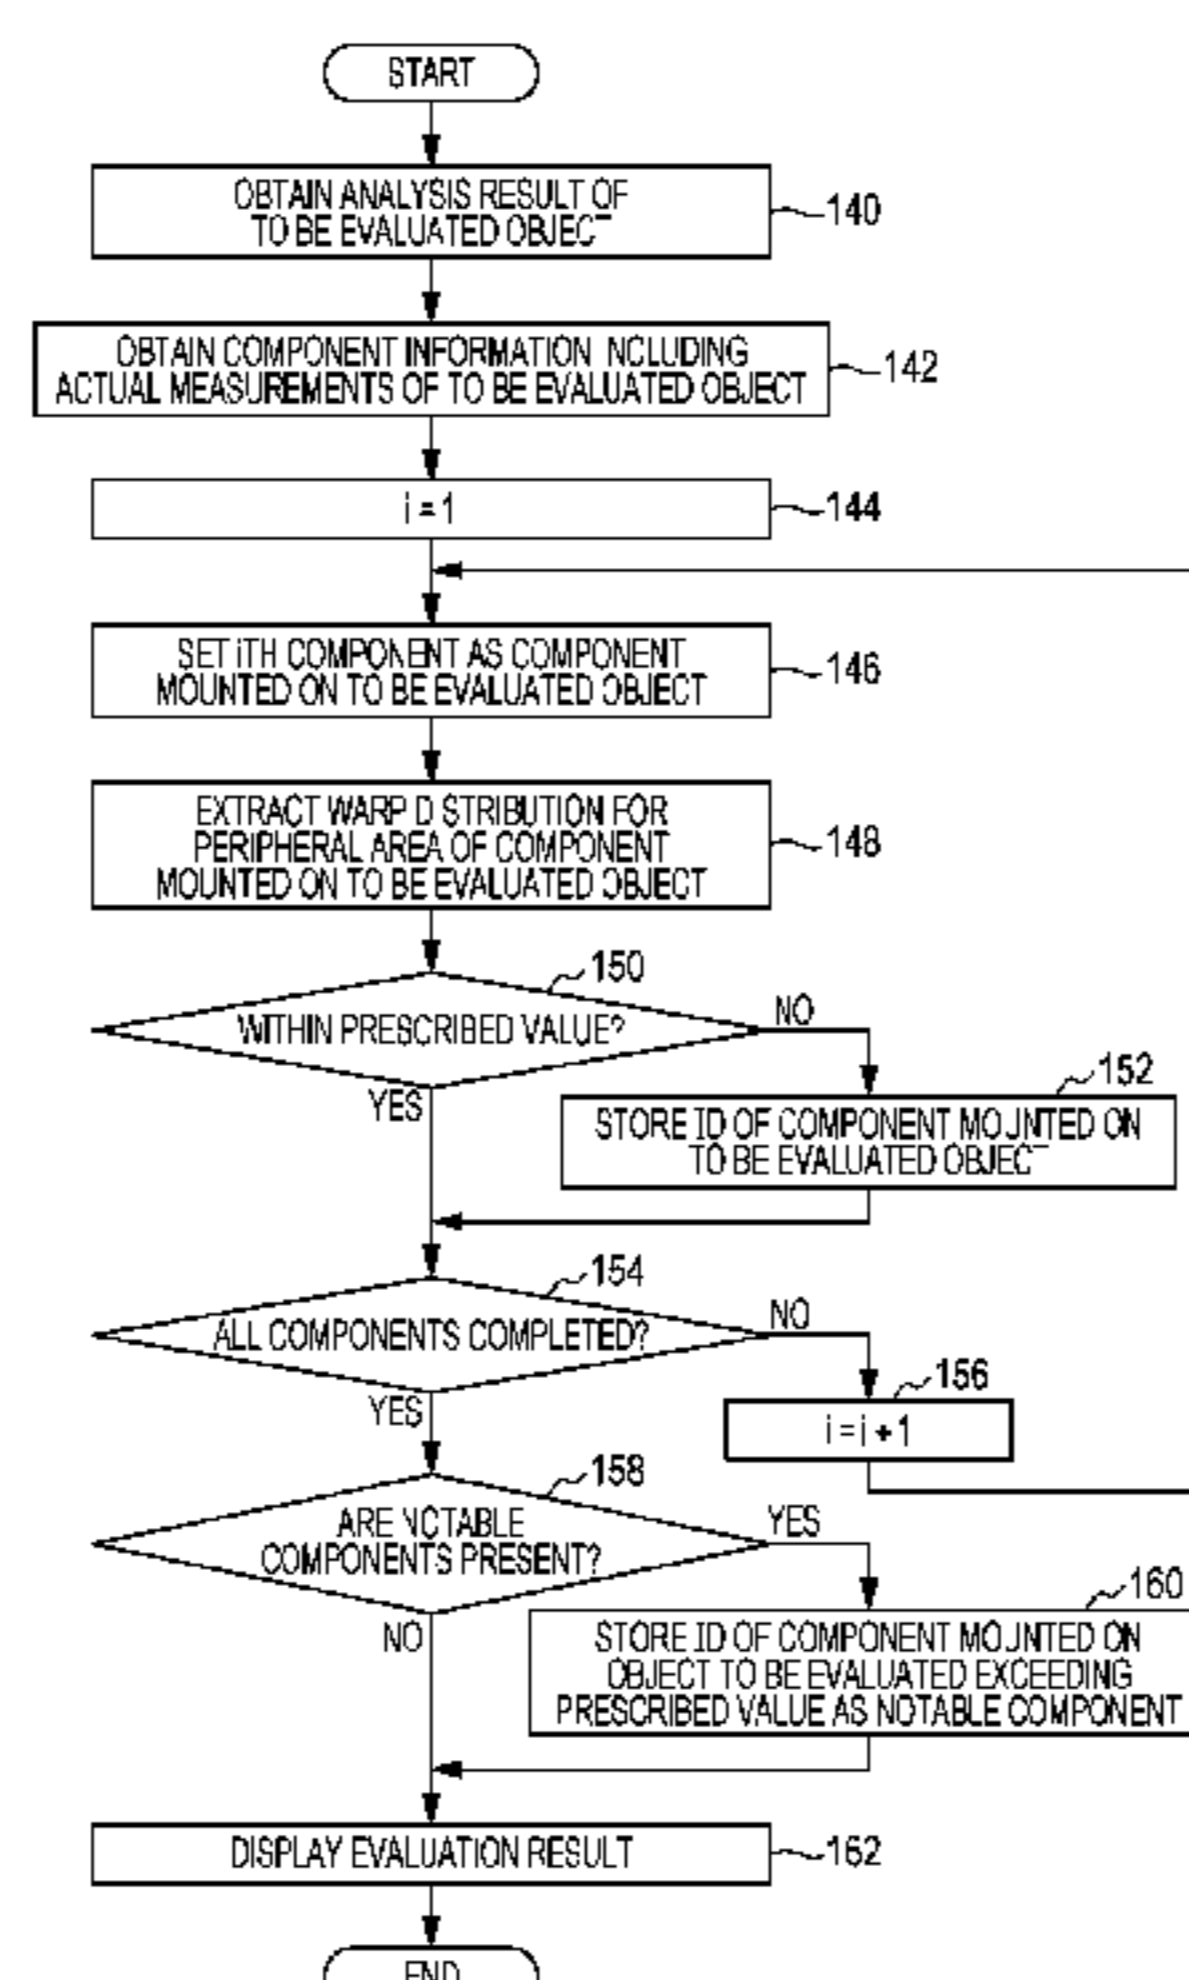 START
OBTAIN ANALYSIS RESULT OF
TO BE EVALUATED OBJECT
140
OBTAIN COMPONENT INFORMATION INCLUDING
ACTUAL MEASUREMENTS OF TO BE EVALUATED OBJECT
142
i = 1
144
SET iTH COMPONENT AS COMPONENT
MOUNTED ON TO BE EVALUATED OBJECT
146
EXTRACT WARP DISTRIBUTION FOR
PERIPHERAL AREA OF COMPONENT
MOUNTED ON TO BE EVALUATED OBJECT
148
150
WITHIN PRESCRIBED VALUE?
NO
YES
152
STORE ID OF COMPONENT MOUNTED ON
TO BE EVALUATED OBJECT
154
ALL COMPONENTS COMPLETED?
NO
YES
156
i = i + 1
158
ARE NOTABLE
COMPONENTS PRESENT?
YES
NO
160
STORE ID OF COMPONENT MOUNTED ON
OBJECT TO BE EVALUATED EXCEEDING
PRESCRIBED VALUE AS NOTABLE COMPONENT
DISPLAY EVALUATION RESULT
162
END